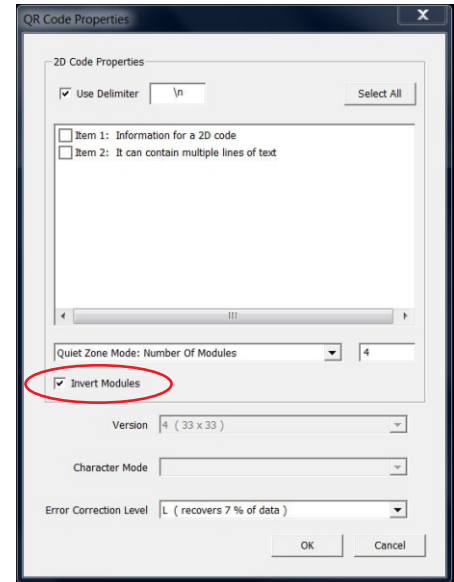 QR Code Properties X
2D Code Properties
Use Delimiter \n Select All
Item 1: Information for a 2D code
Item 2: It can contain multiple lines of text
Quiet Zone Mode: Number Of Modules 4
Invert Modules
Version 4 ( 33 x 33 )
Character Mode
Error Correction Level L ( recovers 7 % of data )
OK Cancel